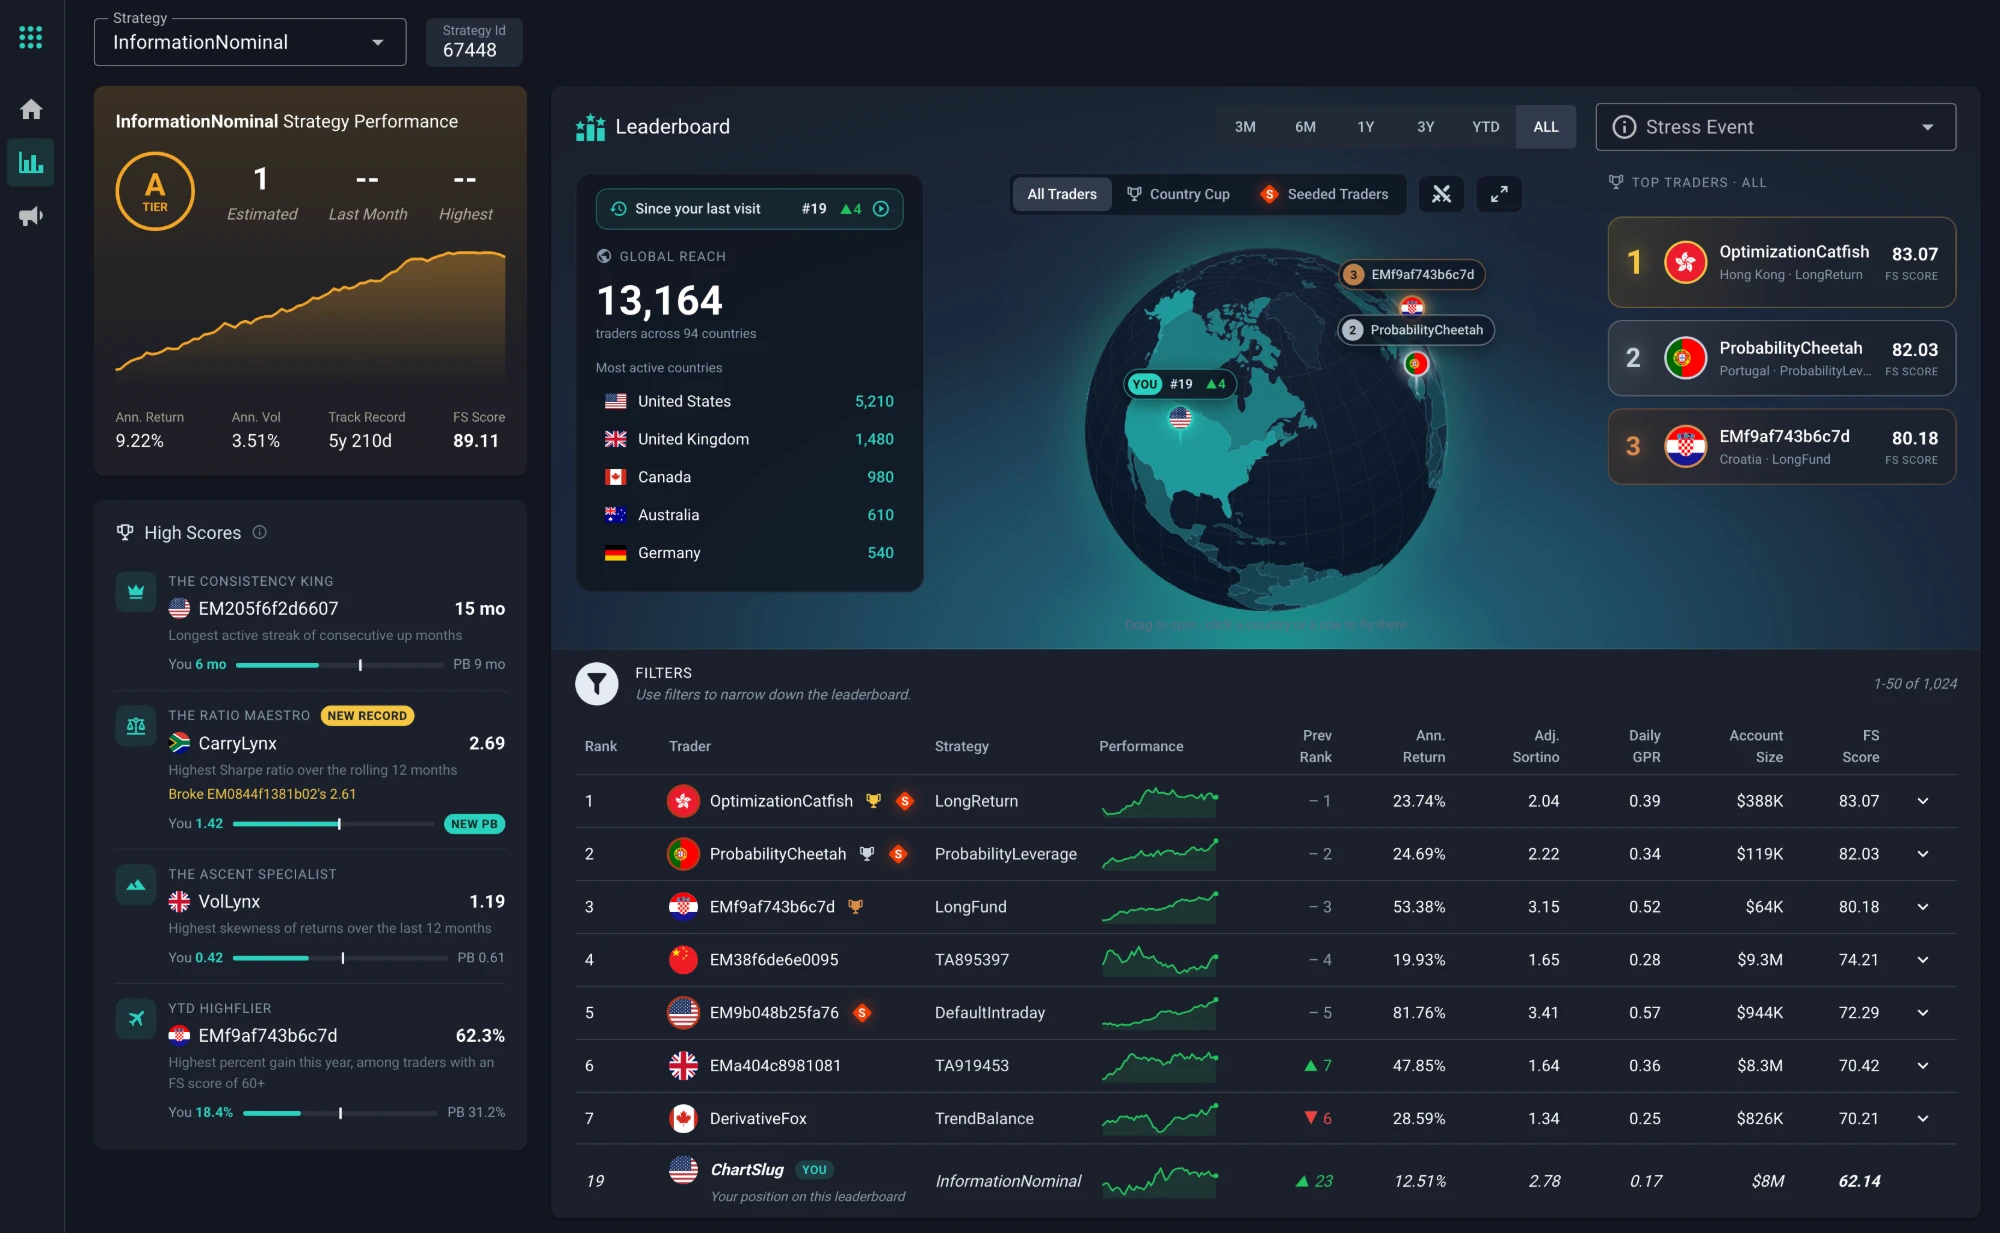 Strategy
InformationNominal
Strategy Id
67448
InformationNominal Strategy Performance
A
TIER
1
Estimated
--
Last Month
--
Highest
Ann. Return
9.22%
Ann. Vol
3.51%
Track Record
5y 210d
FS Score
89.11
High Scores
THE CONSISTENCY KING
EM205f6f2d6607 15 mo
Longest active streak of consecutive up months
You 6 mo PB 9 mo
THE RATIO MAESTRO NEW RECORD
CarryLynx 2.69
Highest Sharpe ratio over the rolling 12 months
Broke EM0844f1381b02's 2.61
You 1.42 NEW PB
THE ASCENT SPECIALIST
VolLynx 1.19
Highest skewness of returns over the last 12 months
You 0.42 PB 0.61
YTD HIGHFLIER
EMf9af743b6c7d 62.3%
Highest percent gain this year, among traders with an
FS score of 60+
You 18.4% PB 31.2%
Leaderboard
3M 6M 1Y 3Y YTD ALL
Stress Event
Since your last visit #19 ▲4
GLOBAL REACH
13,164
traders across 94 countries
Most active countries
United States 5,210
United Kingdom 1,480
Canada 980
Australia 610
Germany 540
All Traders Country Cup S Seeded Traders
3 EMf9af743b6c7d
2 ProbabilityCheetah
YOU #19 ▲4
Drag to spin
to fly there
TOP TRADERS · ALL
1 OptimizationCatfish 83.07
Hong Kong · LongReturn FS SCORE
2 ProbabilityCheetah 82.03
Portugal · ProbabilityLev... FS SCORE
3 EMf9af743b6c7d 80.18
Croatia · LongFund FS SCORE
FILTERS
Use filters to narrow down the leaderboard.
1-50 of 1,024
Rank Trader Strategy Performance Prev Rank Ann. Return Adj. Sortino Daily GPR Account Size FS Score
1 OptimizationCatfish S LongReturn – 1 23.74% 2.04 0.39 $388K 83.07
2 ProbabilityCheetah S ProbabilityLeverage – 2 24.69% 2.22 0.34 $119K 82.03
3 EMf9af743b6c7d LongFund – 3 53.38% 3.15 0.52 $64K 80.18
4 EM38f6de6e0095 TA895397 – 4 19.93% 1.65 0.28 $9.3M 74.21
5 EM9b048b25fa76 S DefaultIntraday – 5 81.76% 3.41 0.57 $944K 72.29
6 EMa404c8981081 TA919453 ▲ 7 47.85% 1.64 0.36 $8.3M 70.42
7 DerivativeFox TrendBalance ▼ 6 28.59% 1.34 0.25 $826K 70.21
19 ChartSlug YOU InformationNominal ▲ 23 12.51% 2.78 0.17 $8M 62.14
Your position on this leaderboard